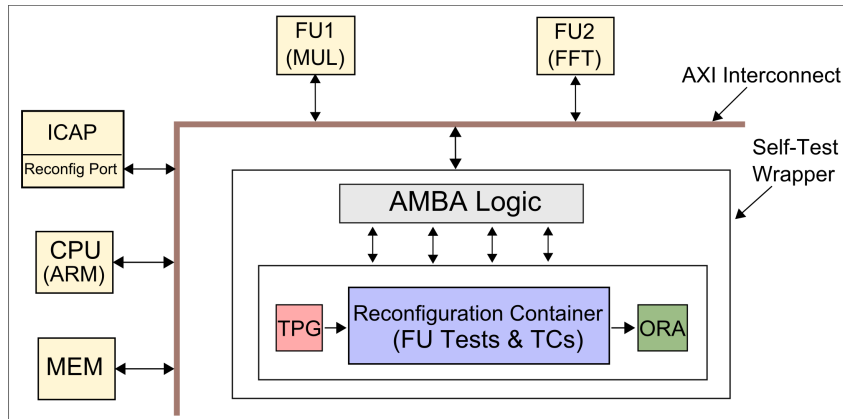 FU1
(MUL)
FU2
(FFT)
AXI Interconnect
ICAP
Reconfig Port
Self-Test
Wrapper
AMBA Logic
CPU
(ARM)
TPG
Reconfiguration Container
(FU Tests & TCs)
ORA
MEM